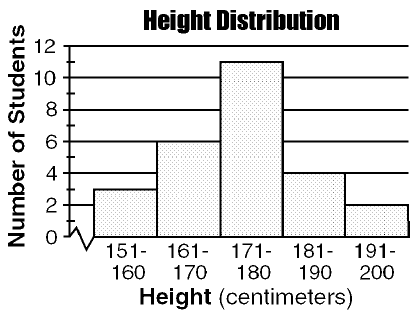 Height Distribution
Number of Students
12
10
8
6
4
2
0
151- 161- 171- 181- 191-
160 170 180 190 200
Height (centimeters)